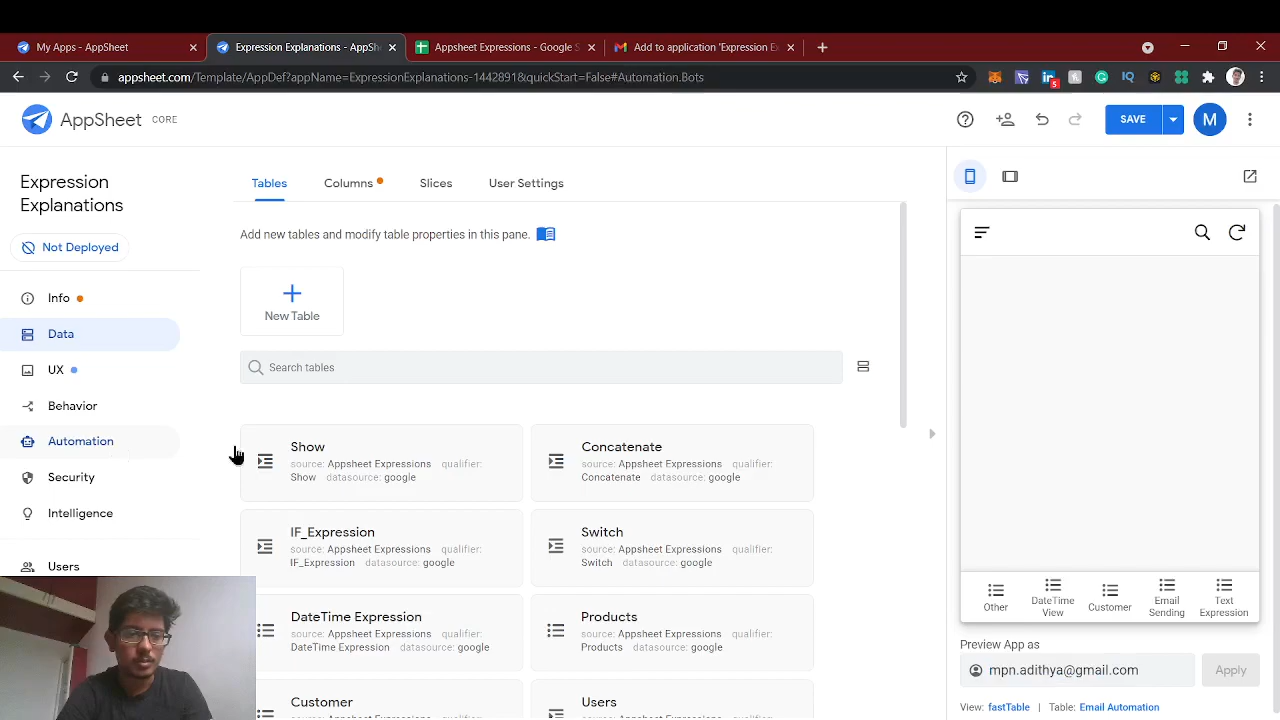 My Apps - AppSheet
Expression Explanations - AppSh
Appsheet Expressions - Google S
Add to application 'Expression E
appsheet.com/Template/AppDef?appName=ExpressionExplanations-1442891&quickStart=False#Automation.Bots
5
AppSheet CORE
SAVE
M
Expression
Explanations
Not Deployed
Info
Data
UX
Behavior
Automation
Security
Intelligence
Users
Tables
Columns
Slices
User Settings
Add new tables and modify table properties in this pane.
New Table
Search tables
Show
source: Appsheet Expressions qualifier:
Show datasource: google
Concatenate
source: Appsheet Expressions qualifier:
Concatenate datasource: google
IF_Expression
source: Appsheet Expressions qualifier:
IF_Expression datasource: google
Switch
source: Appsheet Expressions qualifier:
Switch datasource: google
DateTime Expression
source: Appsheet Expressions qualifier:
DateTime Expression datasource: google
Products
source: Appsheet Expressions qualifier:
Products datasource: google
Customer
Users
Other
DateTime
View
Customer
Email
Sending
Text
Expression
Preview App as
mpn.adithya@gmail.com
Apply
View: fastTable | Table: Email Automation